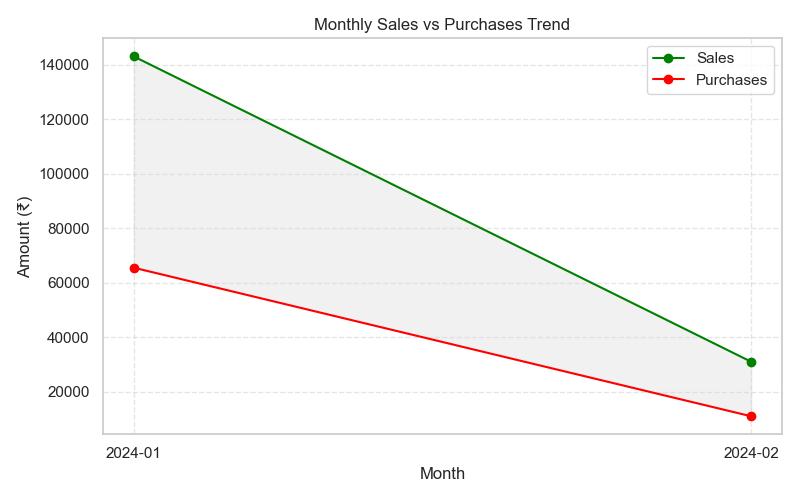 Monthly Sales vs Purchases Trend
Sales
Purchases
140000
120000
100000
80000
60000
40000
20000
Amount (₹)
2024-01
2024-02
Month